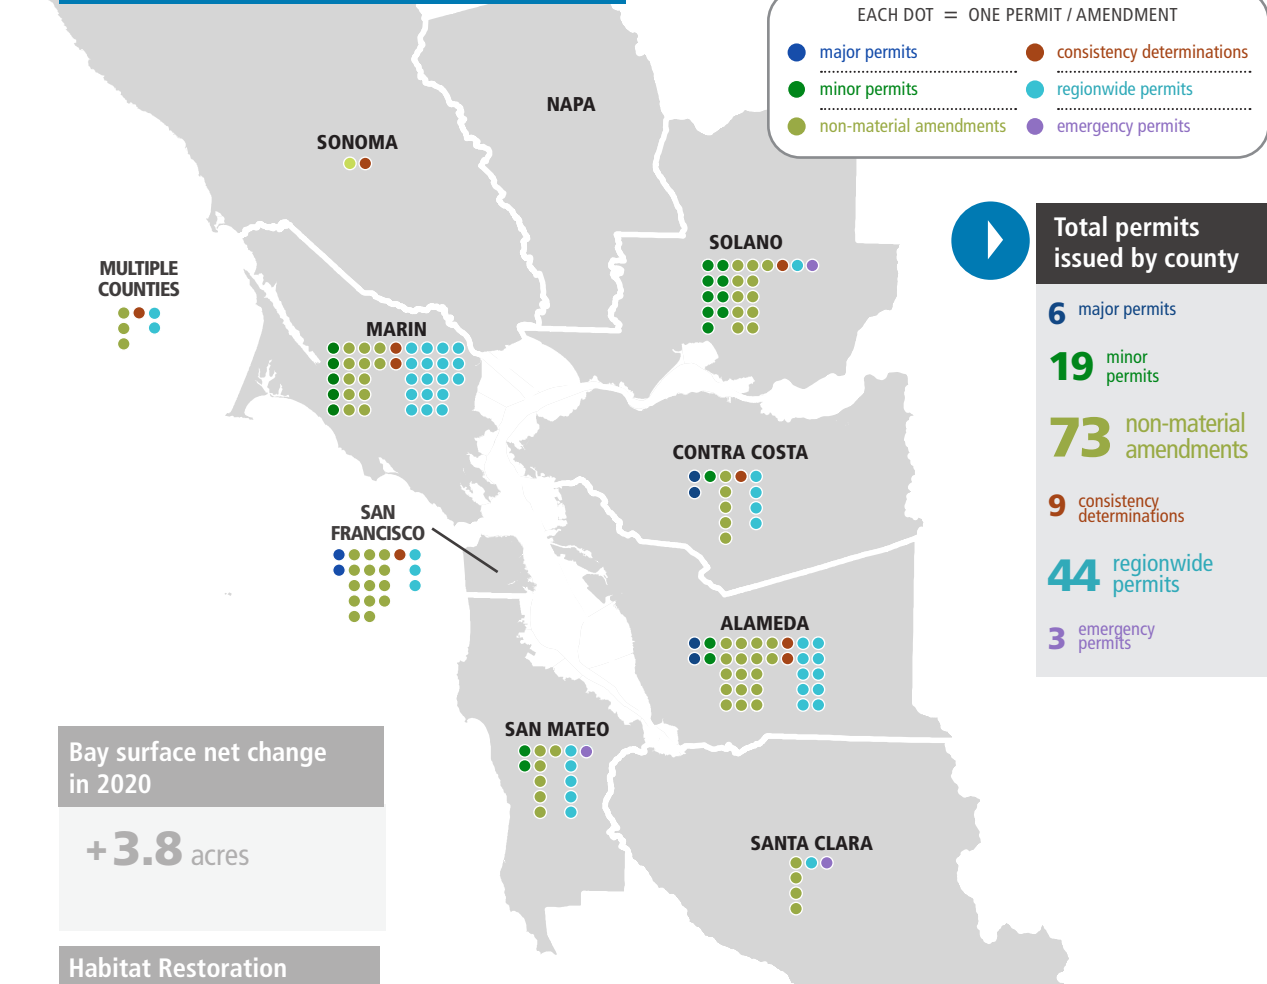 EACH DOT = ONE PERMIT / AMENDMENT
major permits
consistency determinations
minor permits
regionwide permits
non-material amendments
emergency permits
NAPA
SONOMA
SOLANO
MULTIPLE
COUNTIES
MARIN
CONTRA COSTA
SAN
FRANCISCO
ALAMEDA
SAN MATEO
SANTA CLARA
Total permits
issued by county
6 major permits
19 minor
permits
73 non-material
amendments
9 consistency
determinations
44 regionwide
permits
3 emergency
permits
Bay surface net change
in 2020
+3.8 acres
Habitat Restoration